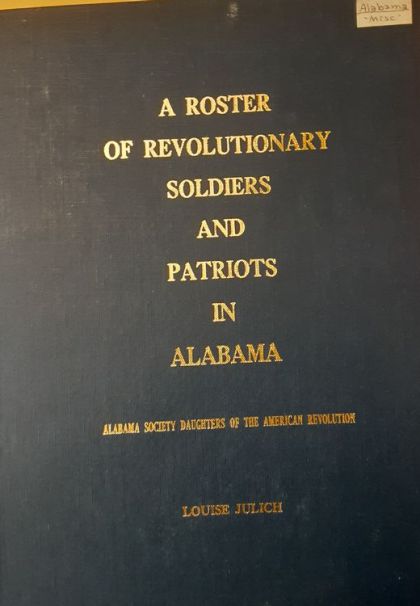 Alabama
"Misc"
A ROSTER
OF REVOLUTIONARY
SOLDIERS
AND
PATRIOTS
IN
ALABAMA
ALABAMA SOCIETY DAUGHTERS OF THE AMERICAN REVOLUTION
LOUISE JULICH